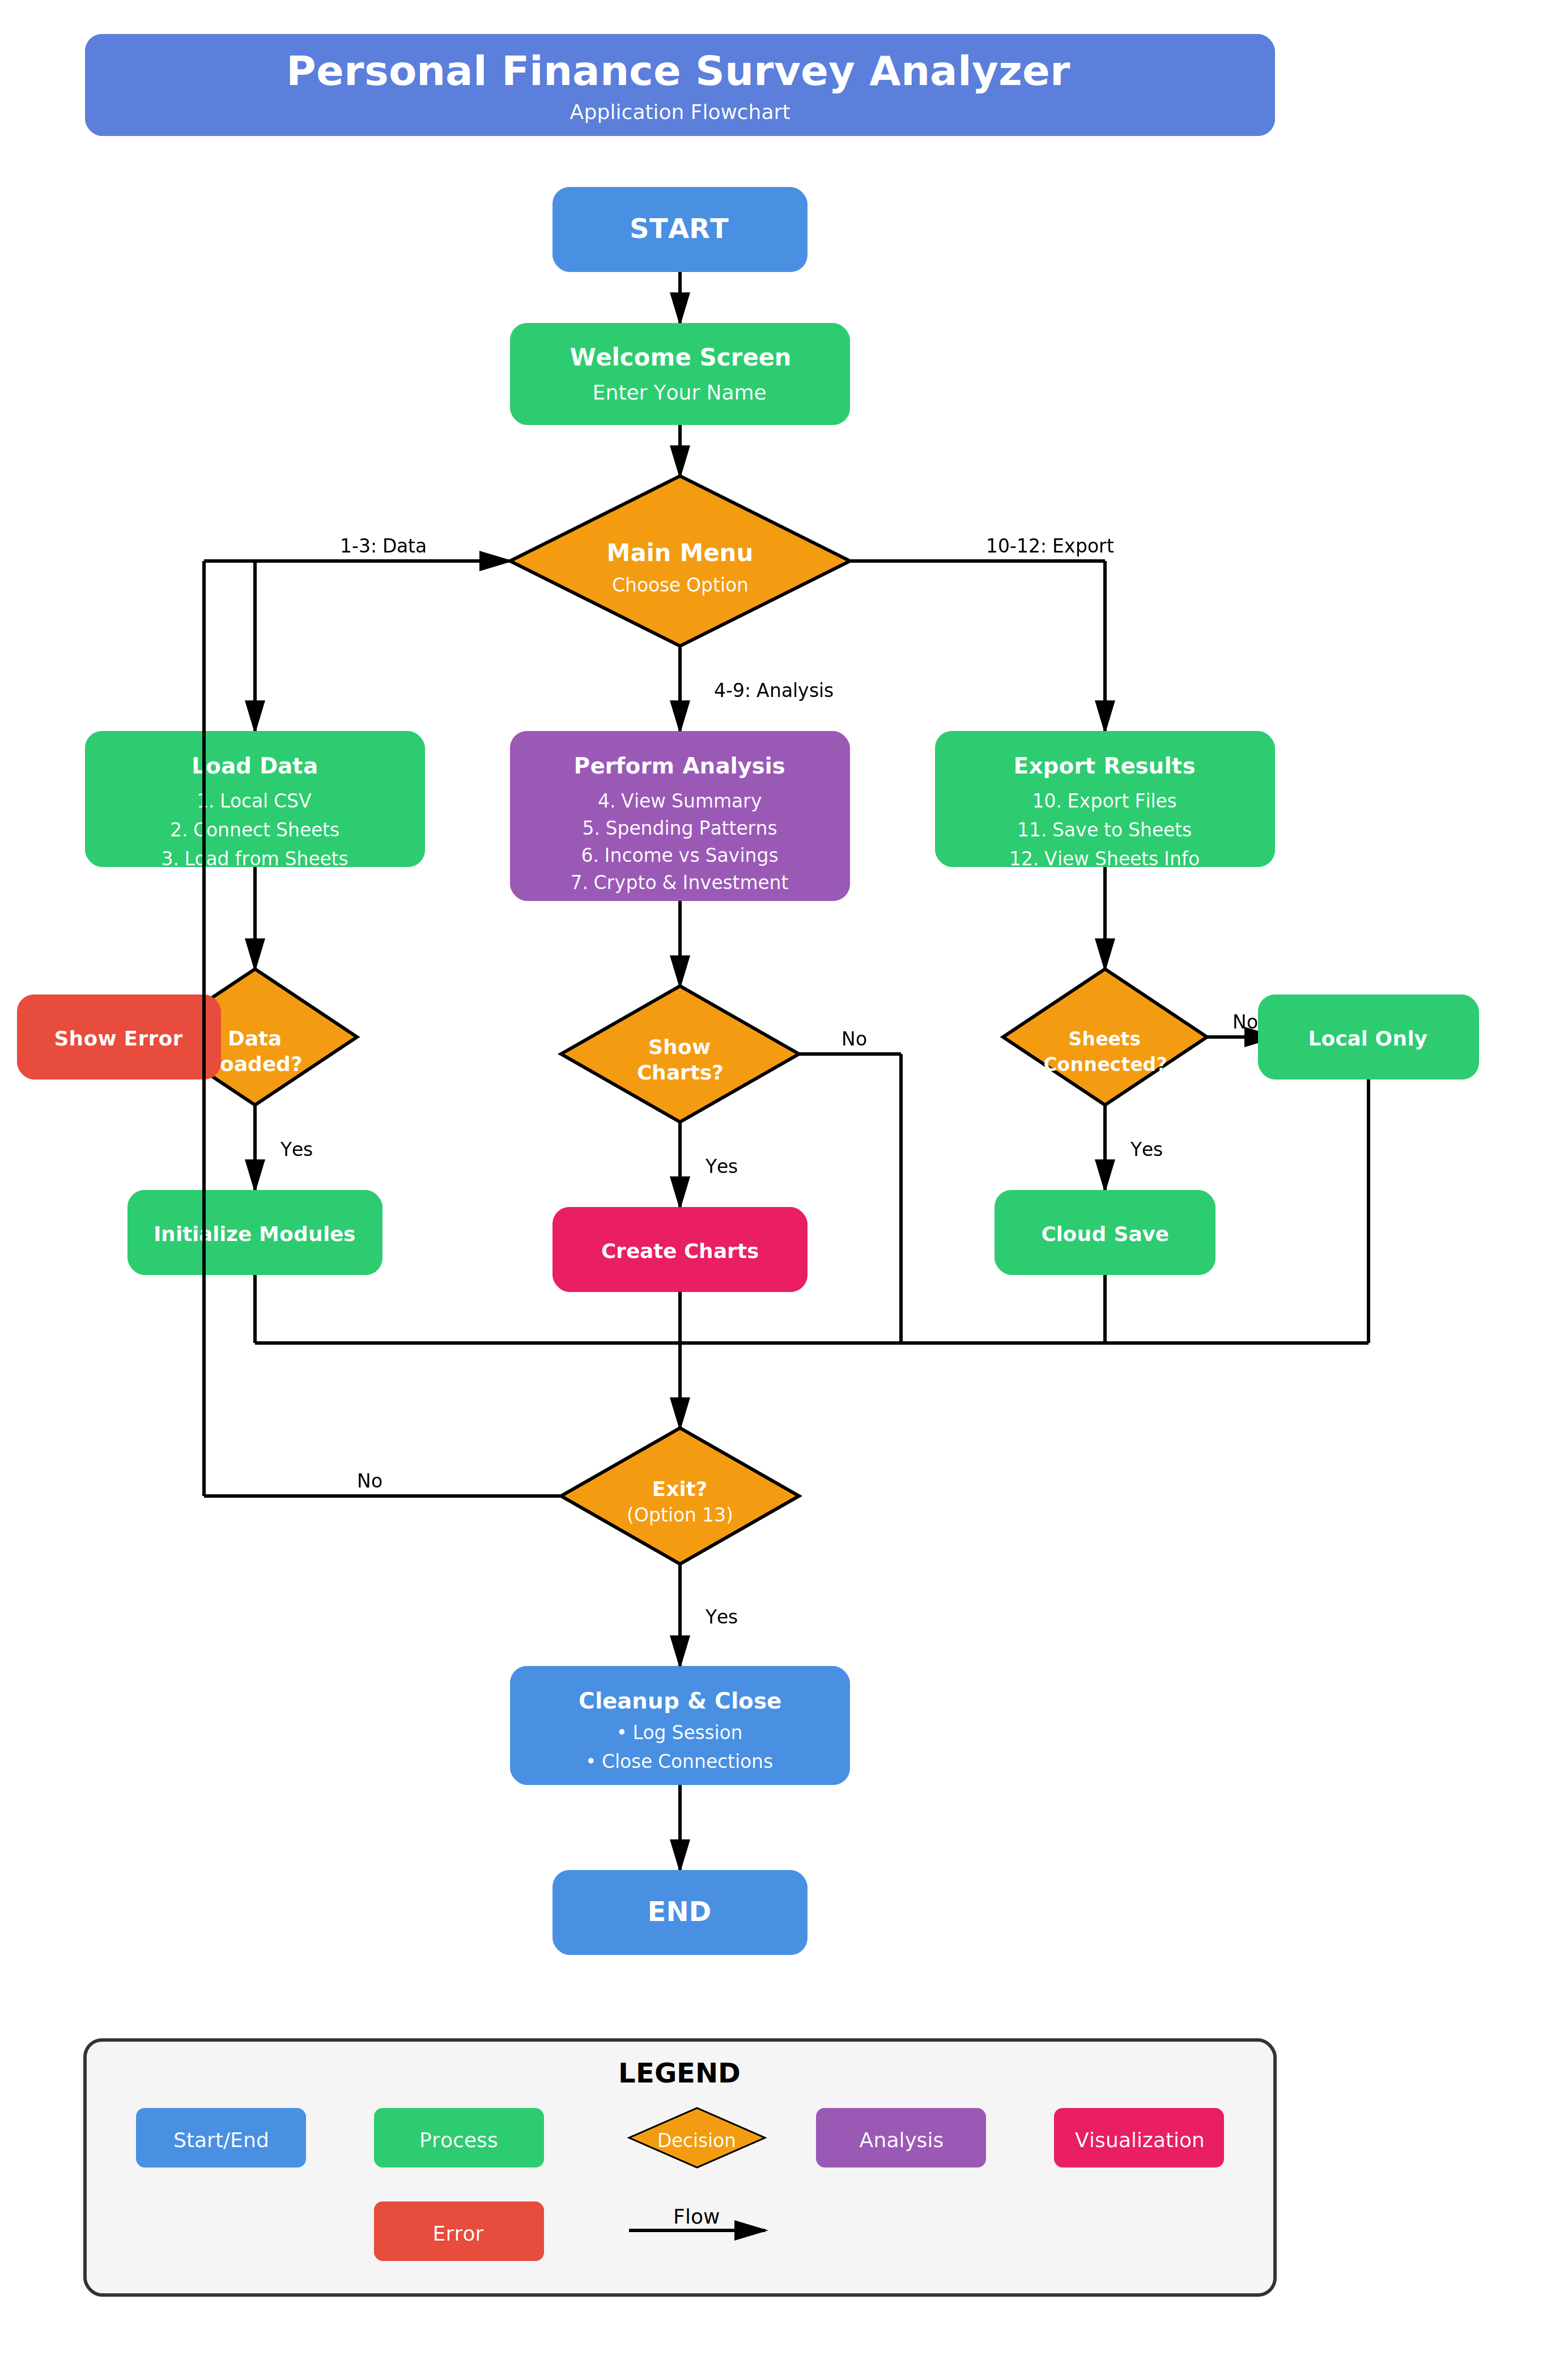 Personal Finance Survey Analyzer
Application Flowchart
START
Welcome Screen
Enter Your Name
Main Menu
Choose Option
1-3: Data
10-12: Export
4-9: Analysis
Load Data
1. Local CSV
2. Connect Sheets
3. Load from Sheets
Perform Analysis
4. View Summary
5. Spending Patterns
6. Income vs Savings
7. Crypto & Investment
Export Results
10. Export Files
11. Save to Sheets
12. View Sheets Info
Show Error
Data
oaded?
Show
Charts?
No
Sheets
Connected?
No
Local Only
Yes
Yes
Yes
Initialize Modules
Create Charts
Cloud Save
Exit?
(Option 13)
No
Yes
Cleanup & Close
• Log Session
• Close Connections
END
LEGEND
Start/End
Process
Decision
Analysis
Visualization
Error
Flow